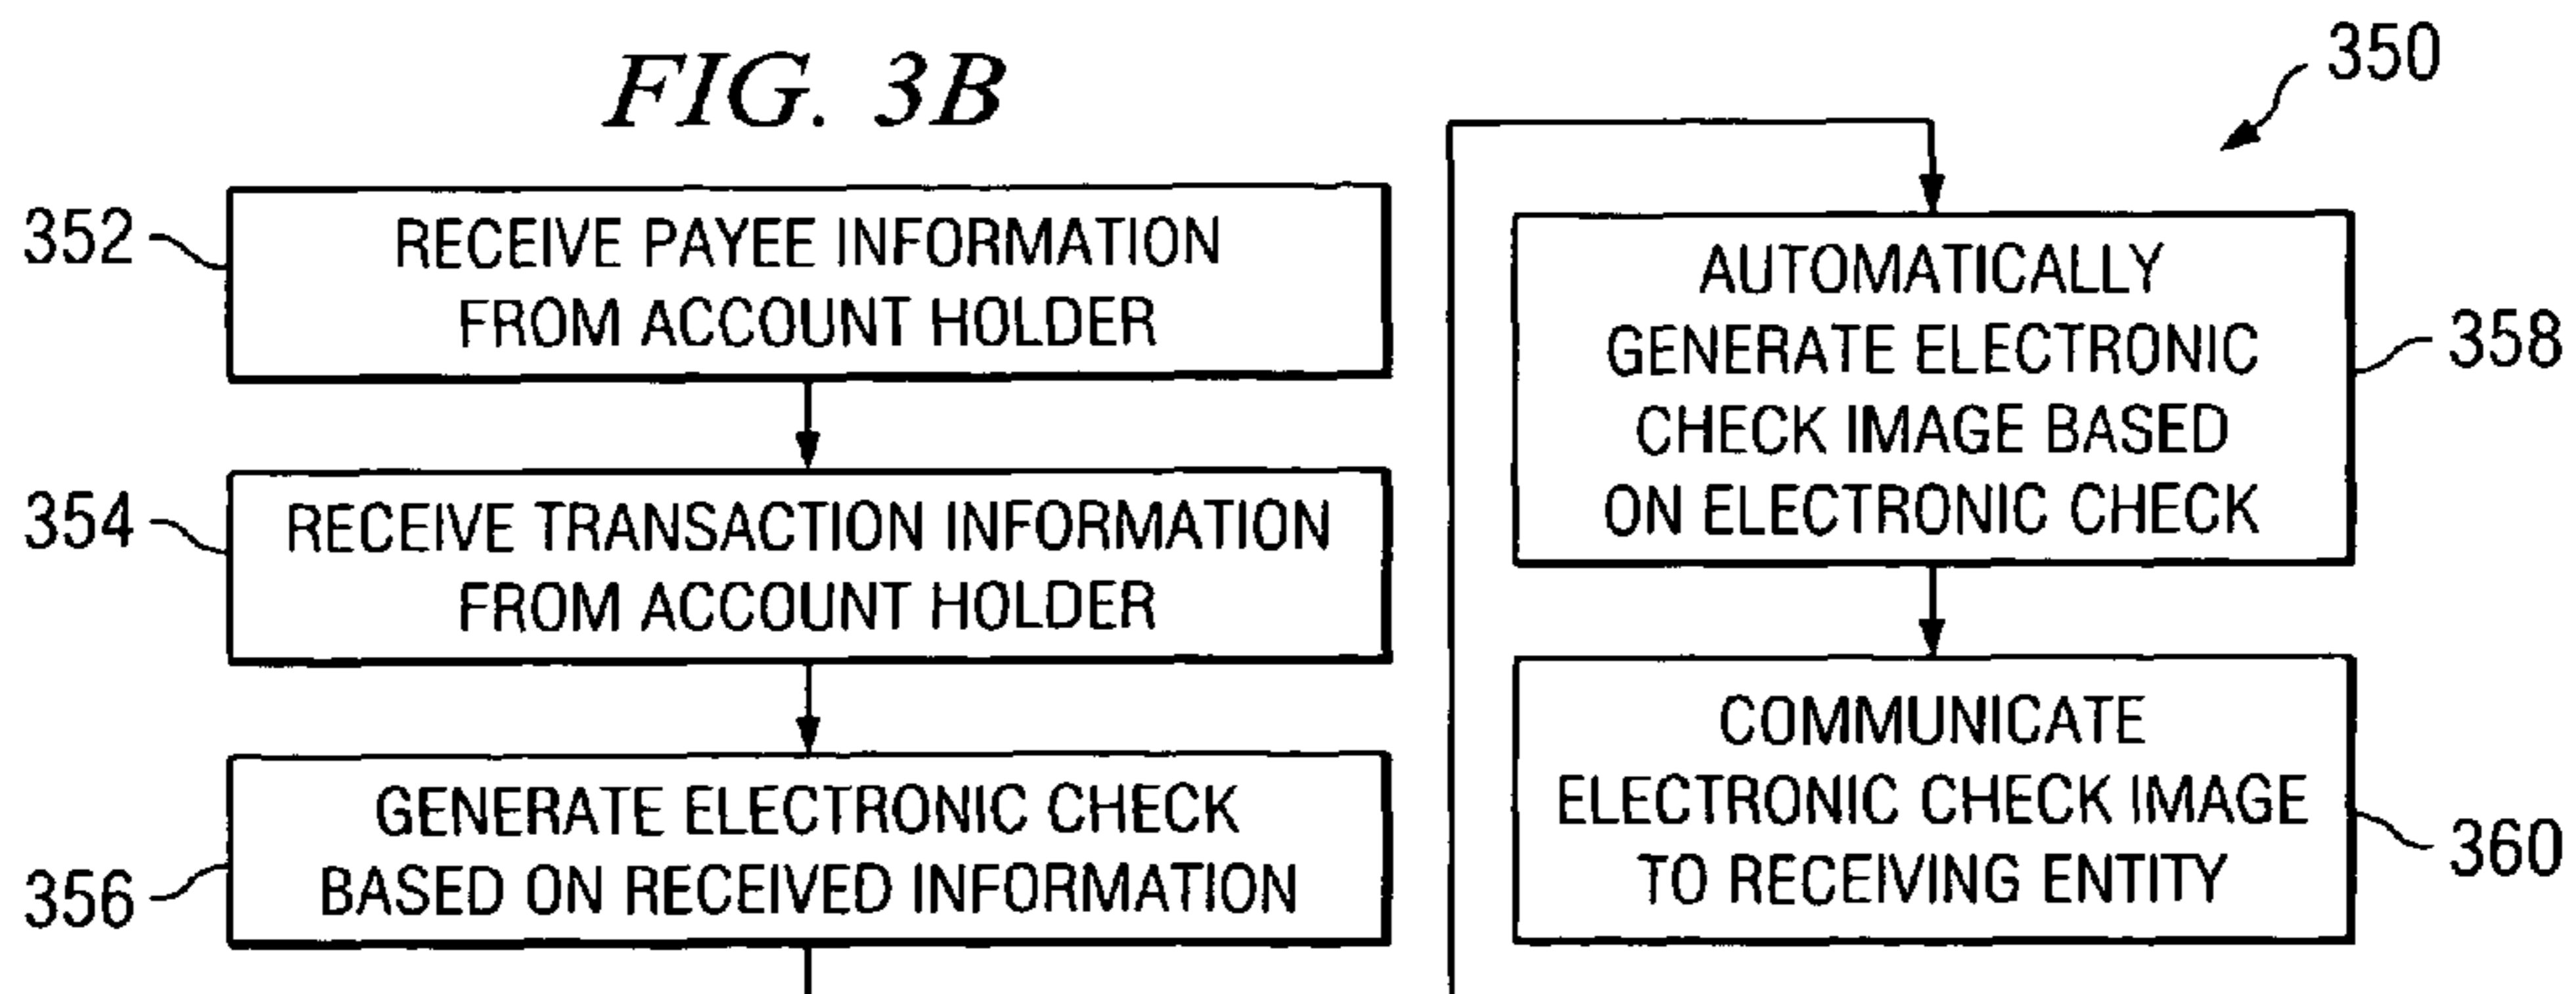 FIG. 3B
350
352
RECEIVE PAYEE INFORMATION
FROM ACCOUNT HOLDER
354
RECEIVE TRANSACTION INFORMATION
FROM ACCOUNT HOLDER
356
GENERATE ELECTRONIC CHECK
BASED ON RECEIVED INFORMATION
AUTOMATICALLY
GENERATE ELECTRONIC
CHECK IMAGE BASED
ON ELECTRONIC CHECK
358
COMMUNICATE
ELECTRONIC CHECK IMAGE
TO RECEIVING ENTITY
360